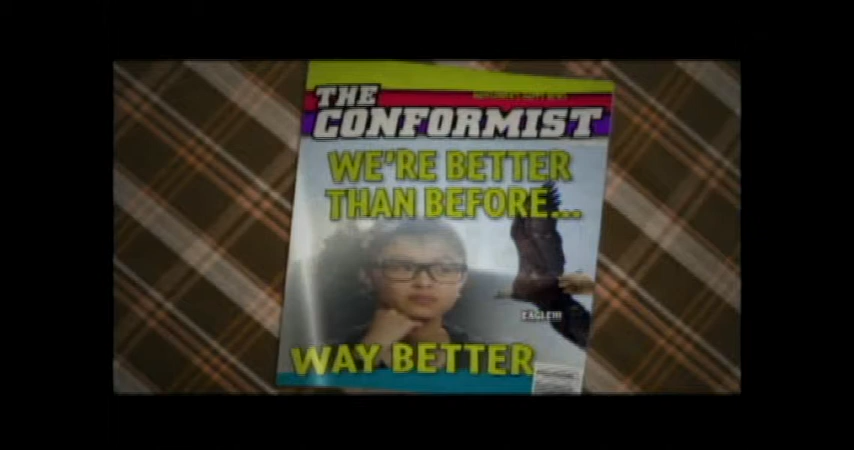 THE
CONFORMIST
WE'RE BETTER
THAN BEFORE...
EAGLE!!!
WAY BETTER